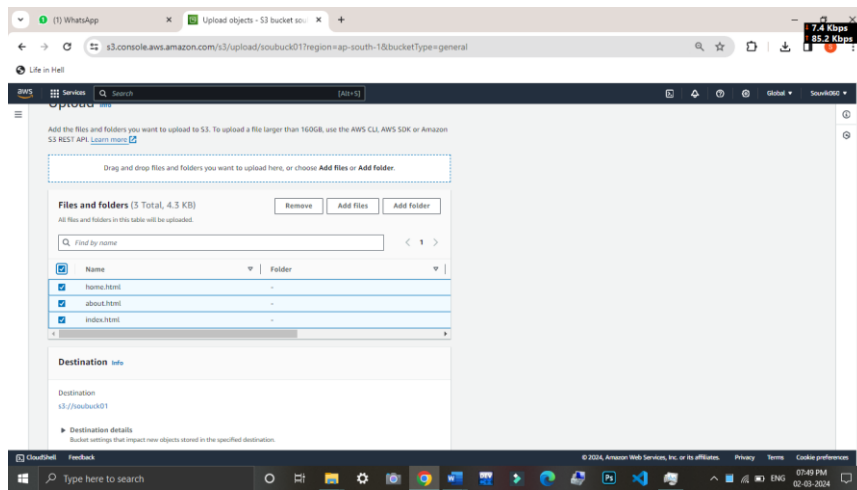 (1) WhatsApp
Upload objects - S3 bucket sou
7.4 Kbps
85.2 Kbps
s3.console.aws.amazon.com/s3/upload/soubuck01?region=ap-south-1&bucketType=general
Life in Hell
aws
Services
Search
[Alt+S]
Global
Souvik060
Upload Info
Add the files and folders you want to upload to S3. To upload a file larger than 160GB, use the AWS CLI, AWS SDK or Amazon
S3 REST API. Learn more
Drag and drop files and folders you want to upload here, or choose Add files or Add folder.
Files and folders (3 Total, 4.3 KB)
Remove
Add files
Add folder
All files and folders in this table will be uploaded.
Find by name
1
Name
Folder
home.html
-
about.html
-
index.html
-
Destination Info
Destination
s3://soubuck01
Destination details
Bucket settings that impact new objects stored in the specified destination.
CloudShell
Feedback
© 2024, Amazon Web Services, Inc. or its affiliates.
Privacy
Terms
Cookie preferences
Type here to search
Ps
ENG
07:49 PM
02-03-2024